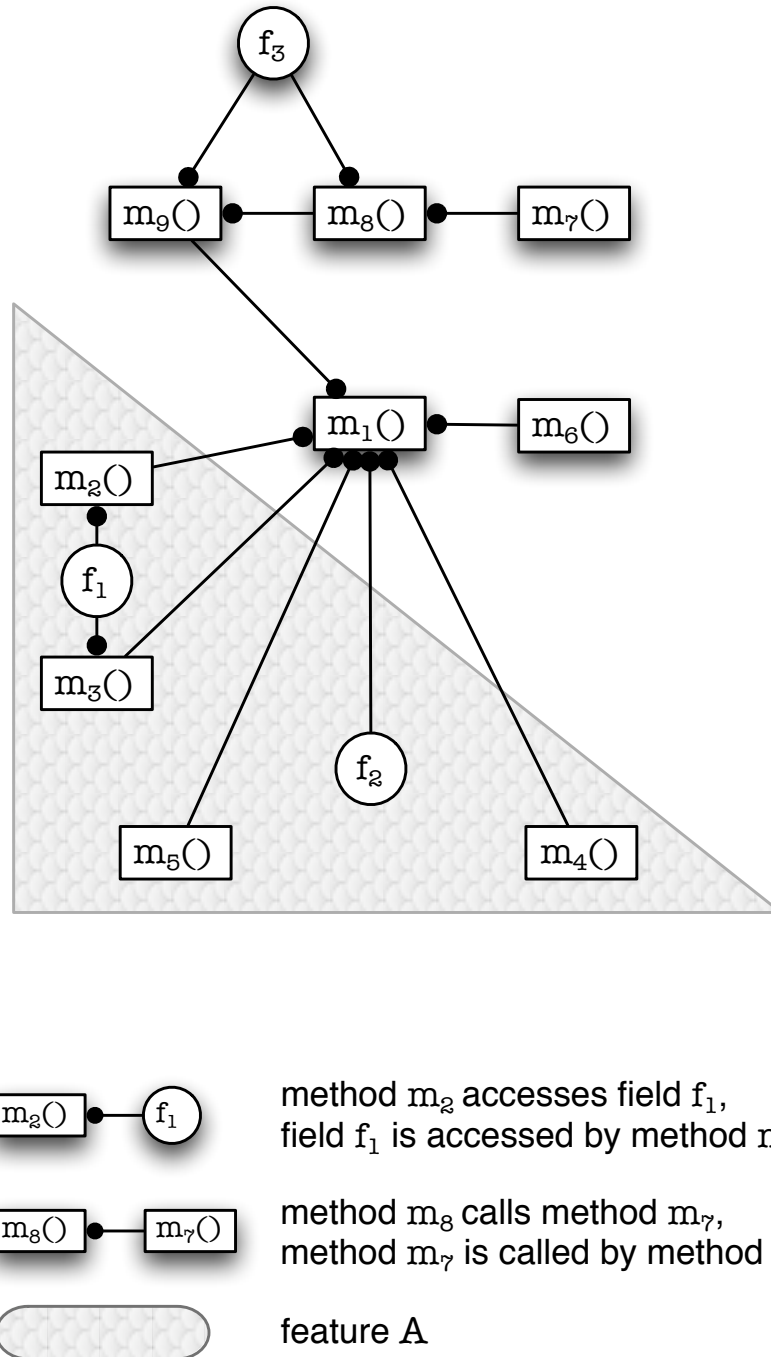 f₃
m₉() m₈() m₇()
m₁() m₆()
m₂()
f₁
m₃()
f₂
m₅() m₄()
m₂() f₁ method m₂ accesses field f₁,
field f₁ is accessed by method
m₈() m₇() method m₈ calls method m₇,
method m₇ is called by method
feature A